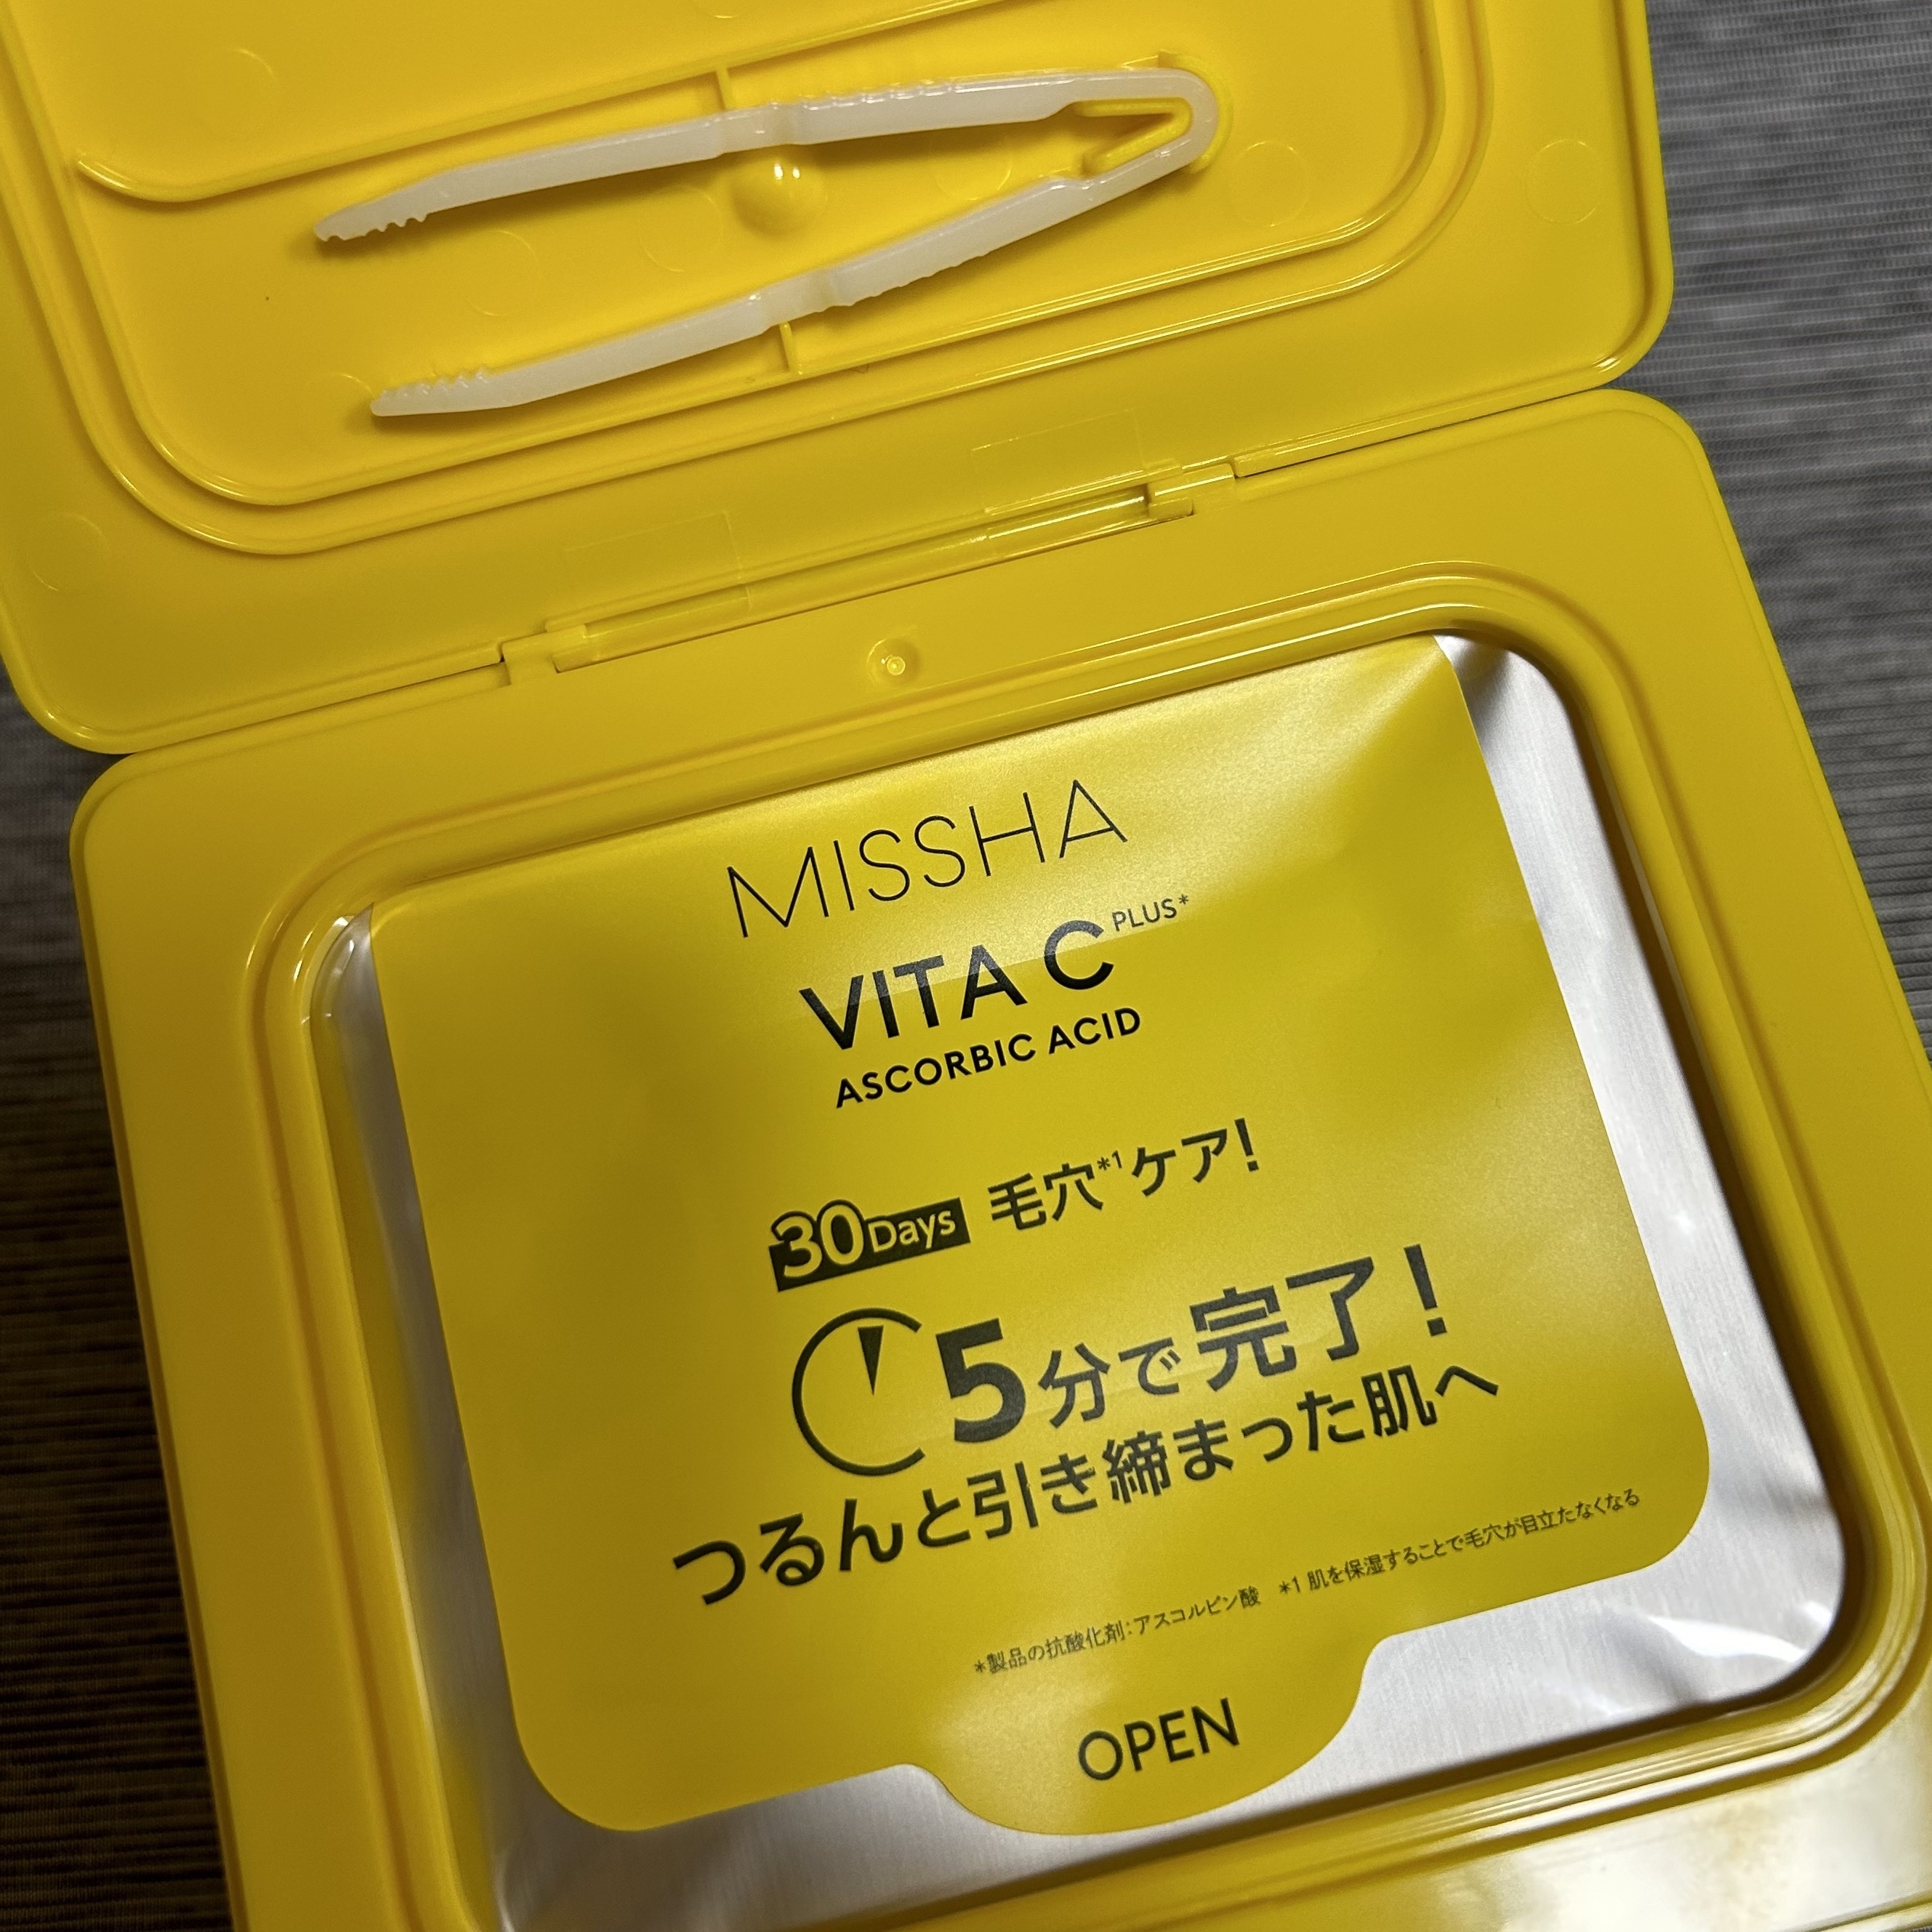 MISSHA
VITA C PLUS*
ASCORBIC ACID
30Days 毛穴*1ケア!
5分で完了!
つるんと引き締まった肌へ
*製品の抗酸化剤:アスコルビン酸 *1 肌を保湿することで毛穴が目立たなくなる
OPEN